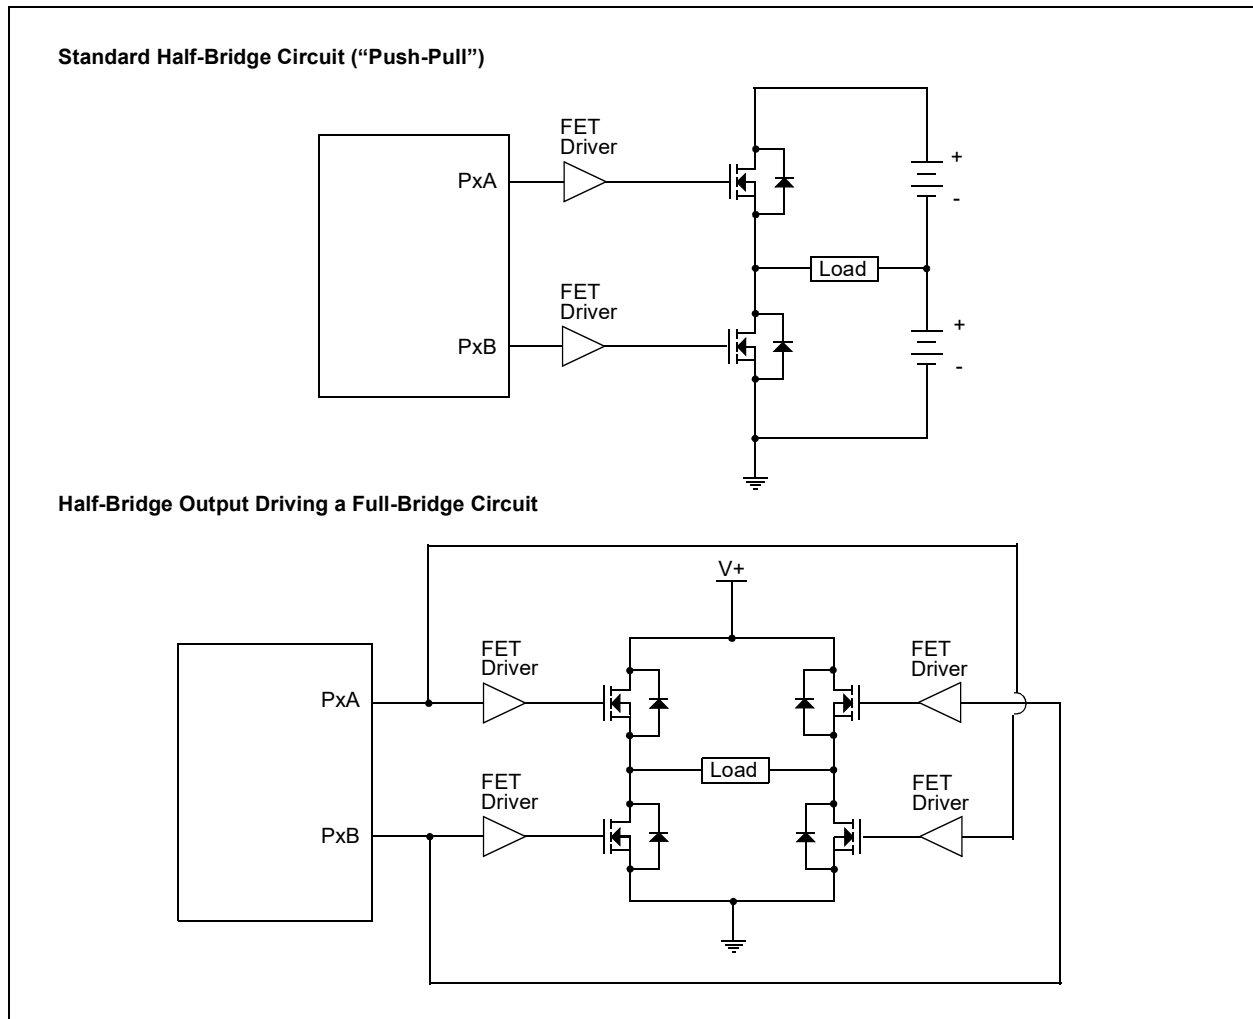 Standard Half-Bridge Circuit (“Push-Pull”)
FET
Driver
PxA
+
-
Load
FET
Driver
PxB
+
-
Half-Bridge Output Driving a Full-Bridge Circuit
V+
FET
Driver
FET
Driver
PxA
Load
FET
Driver
FET
Driver
PxB